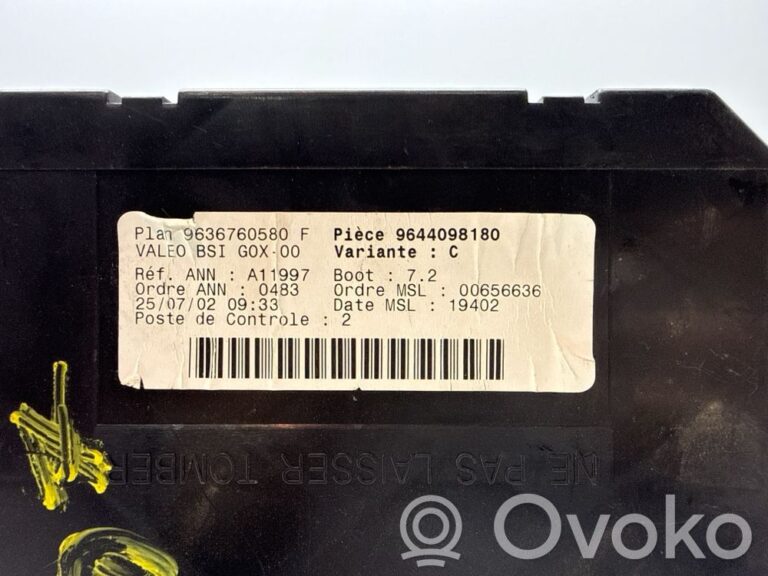 Plan 9636760580 F Pièce 9644098180
VALEO BSI G0X-00 Variante : C
Réf. ANN : A11997 Boot : 7.2
Ordre ANN : 0483 Ordre MSL : 00656636
25/07/02 09:33 Date MSL : 19402
Poste de Controle : 2
NE PAS LAISSER TOMBER
Ovoko